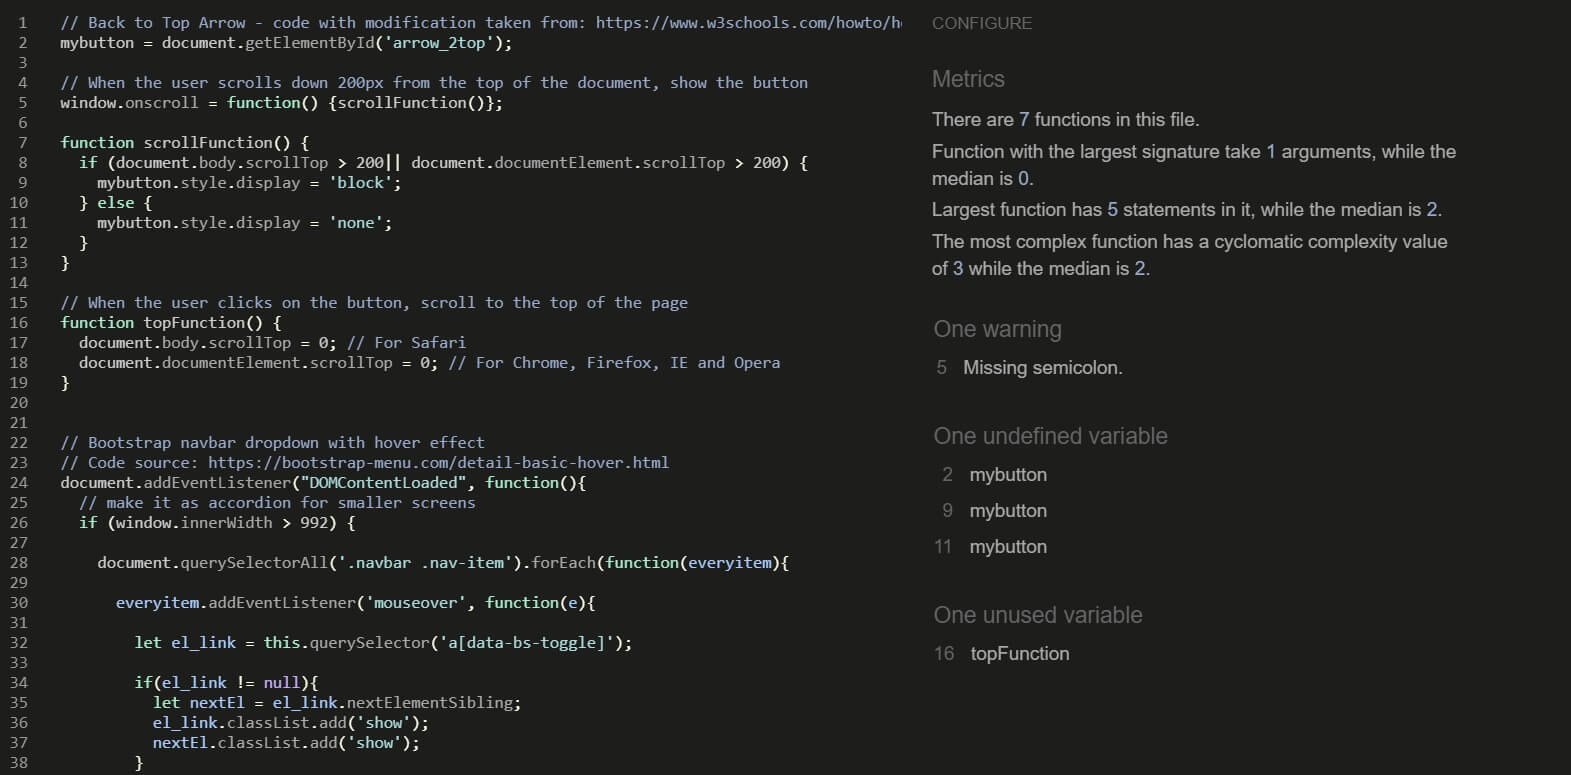 1 // Back to Top Arrow - code with modification taken from: https://www.w3schools.com/howto/h
2 mybutton = document.getElementById('arrow_2top');
3
4 // When the user scrolls down 200px from the top of the document, show the button
5 window.onscroll = function() {scrollFunction()};
6
7 function scrollFunction() {
8 if (document.body.scrollTop > 200|| document.documentElement.scrollTop > 200) {
9 mybutton.style.display = 'block';
10 } else {
11 mybutton.style.display = 'none';
12 }
13 }
14
15 // When the user clicks on the button, scroll to the top of the page
16 function topFunction() {
17 document.body.scrollTop = 0; // For Safari
18 document.documentElement.scrollTop = 0; // For Chrome, Firefox, IE and Opera
19 }
20
21
22 // Bootstrap navbar dropdown with hover effect
23 // Code source: https://bootstrap-menu.com/detail-basic-hover.html
24 document.addEventListener("DOMContentLoaded", function(){
25 // make it as accordion for smaller screens
26 if (window.innerWidth > 992) {
27
28 document.querySelectorAll('.navbar .nav-item').forEach(function(everyitem){
29
30 everyitem.addEventListener('mouseover', function(e){
31
32 let el_link = this.querySelector('a[data-bs-toggle]');
33
34 if(el_link != null){
35 let nextEl = el_link.nextElementSibling;
36 el_link.classList.add('show');
37 nextEl.classList.add('show');
38 }
CONFIGURE
Metrics
There are 7 functions in this file.
Function with the largest signature take 1 arguments, while the
median is 0.
Largest function has 5 statements in it, while the median is 2.
The most complex function has a cyclomatic complexity value
of 3 while the median is 2.
One warning
5 Missing semicolon.
One undefined variable
2 mybutton
9 mybutton
11 mybutton
One unused variable
16 topFunction